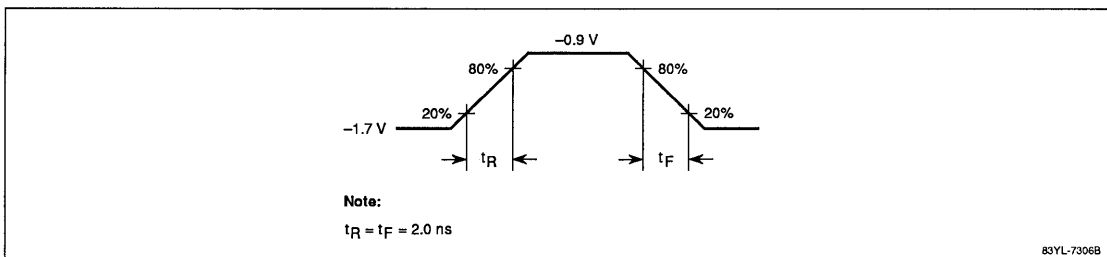 −0.9 V
80%
80%
20%
20%
−1.7 V
tR
tF
Note:
tR = tF = 2.0 ns
83YL-7306B